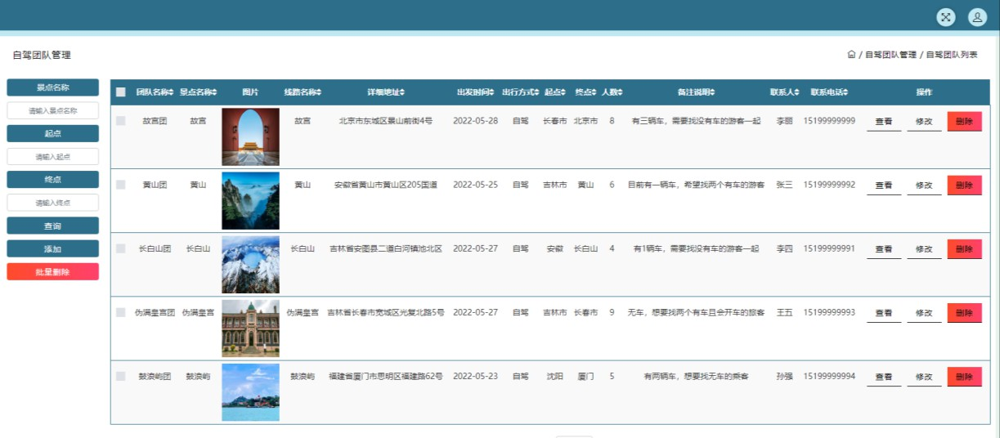 自驾团队管理
/ 自驾团队管理 / 自驾团队列表
景点名称
请输入景点名称
起点
请输入起点
终点
请输入终点
查询
添加
批量删除
团队名称 景点名称 图片 线路名称 详细地址 出发时间 出行方式 起点 终点 人数 备注说明 联系人 联系电话 操作
故宫团 故宫 故宫 北京市东城区景山前街4号 2022-05-28 自驾 长春市 北京市 8 有三辆车，需要找没有车的游客一起 李丽 15199999999 查看 修改 删除
黄山团 黄山 黄山 安徽省黄山市黄山区205国道 2022-05-25 自驾 吉林市 黄山 6 目前有一辆车，希望找两个有车的游客 张三 15199999992 查看 修改 删除
长白山团 长白山 长白山 吉林省安图县二道白河镇池北区 2022-05-27 自驾 安徽 长白山 4 有1辆车，需要找没有车的游客一起 李四 15199999991 查看 修改 删除
伪满皇宫团 伪满皇宫 伪满皇宫 吉林省长春市宽城区光复北路5号 2022-05-27 自驾 吉林市 长春市 9 无车，想要找两个有车且会开车的旅客 王五 15199999993 查看 修改 删除
鼓浪屿团 鼓浪屿 鼓浪屿 福建省厦门市思明区福建路62号 2022-05-23 自驾 沈阳 厦门 5 有两辆车，想要找无车的乘客 孙强 15199999994 查看 修改 删除